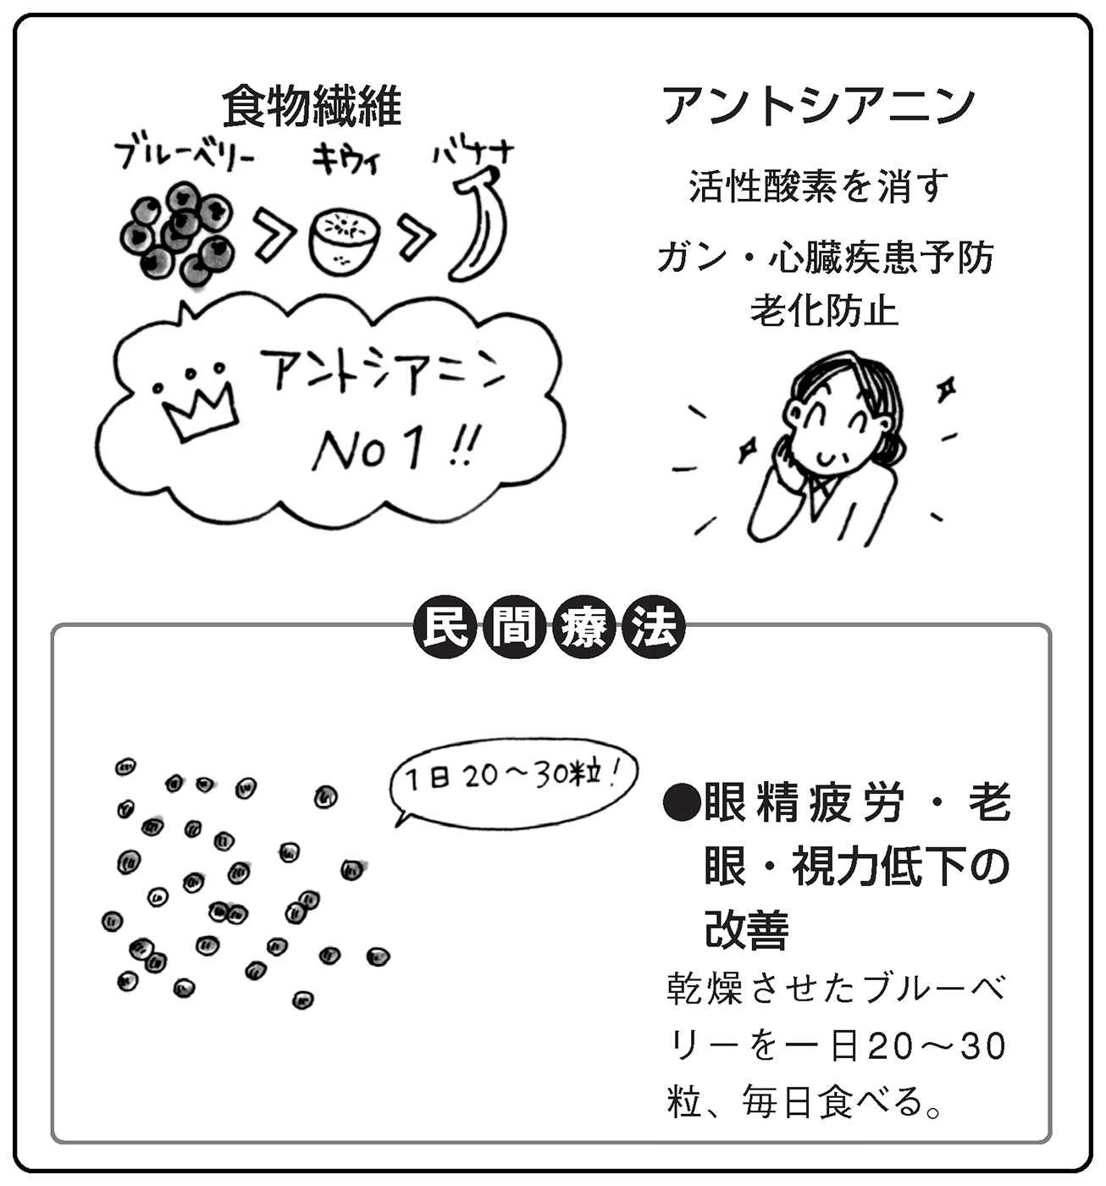 食物繊維
ブルーベリー > キウィ > バナナ
アントシアニン
No1!!
アントシアニン
活性酸素を消す
ガン・心臓疾患予防
老化防止
民間療法
1日20〜30粒!
●眼精疲労・老
眼・視力低下の
改善
乾燥させたブルーベ
リーを一日20〜30
粒、毎日食べる。